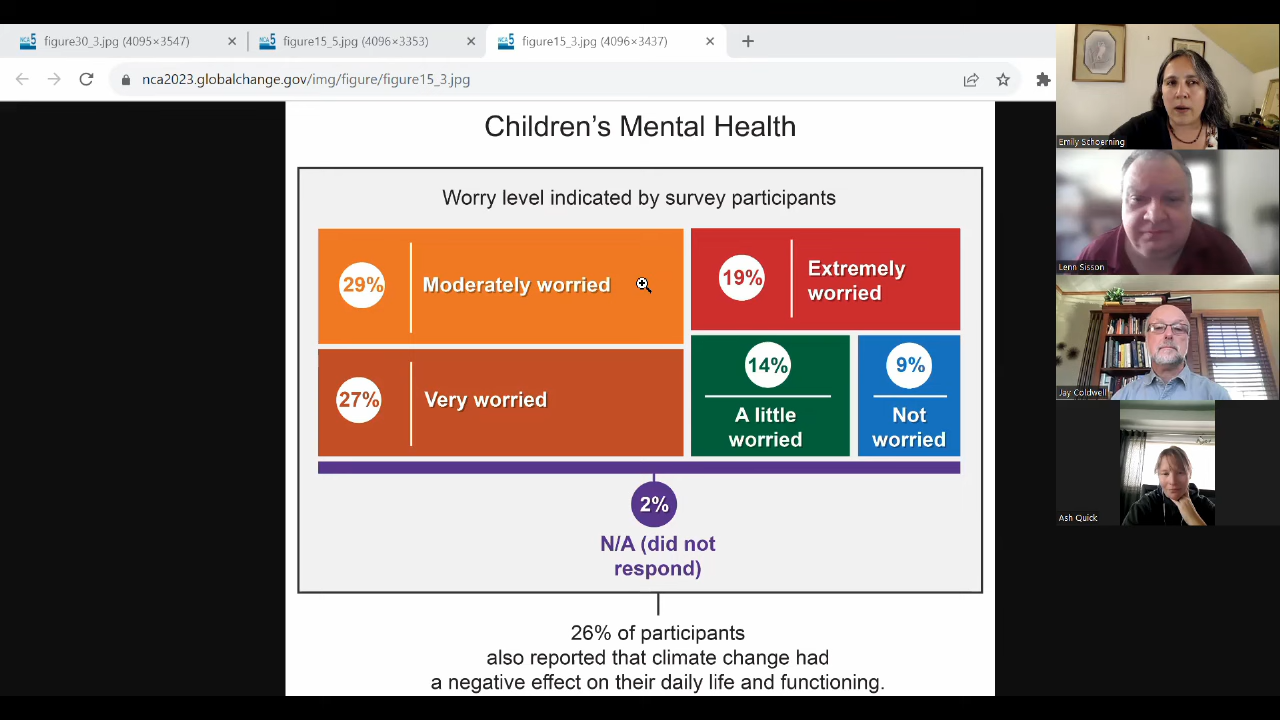 figure30_3.jpg (4095×3547)
figure15_5.jpg (4096×3353)
figure15_3.jpg (4096×3437)
nca2023.globalchange.gov/img/figure/figure15_3.jpg
Children's Mental Health
Worry level indicated by survey participants
29%
Moderately worried
19%
Extremely
worried
27%
Very worried
14%
A little
worried
9%
Not
worried
2%
N/A (did not
respond)
26% of participants
also reported that climate change had
a negative effect on their daily life and functioning.
Emily Schoerning
Lenn Sisson
Jay Coldwell
Ash Quick